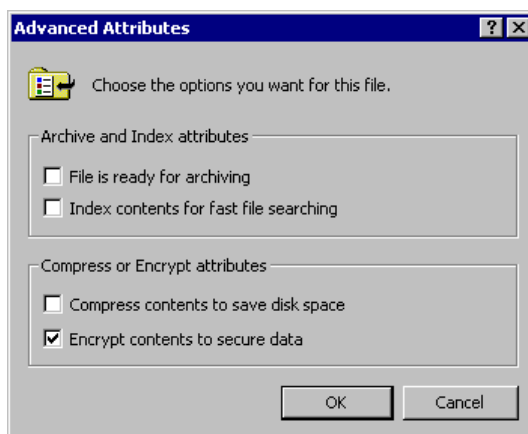 Advanced Attributes
Choose the options you want for this file.
Archive and Index attributes
File is ready for archiving
Index contents for fast file searching
Compress or Encrypt attributes
Compress contents to save disk space
Encrypt contents to secure data
OK Cancel